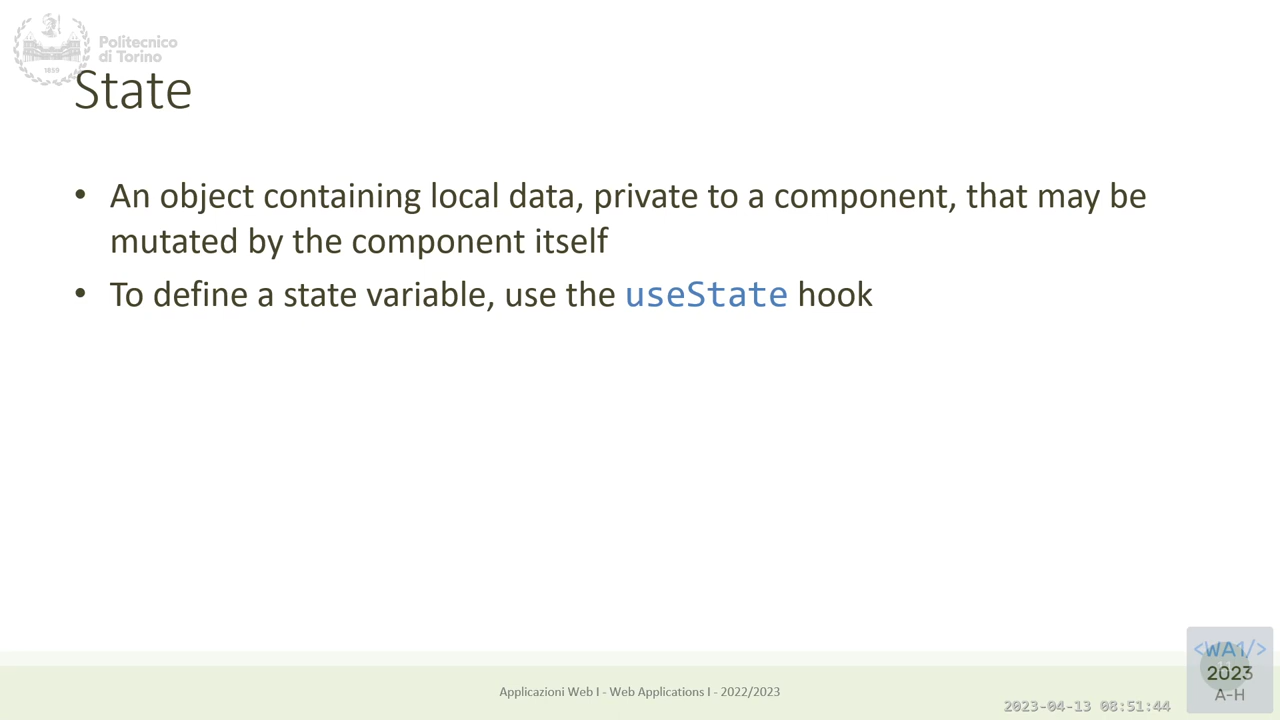 Politecnico
di Torino
1859
State
• An object containing local data, private to a component, that may be
mutated by the component itself
• To define a state variable, use the useState hook
Applicazioni Web I - Web Applications I - 2022/2023
2023-04-13 08:51:44
<WA1/>
2023
A-H